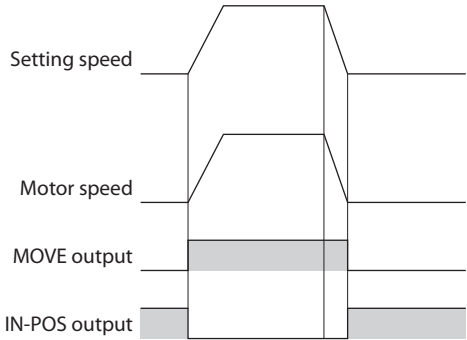 Setting speed
Motor speed
MOVE output
IN-POS output